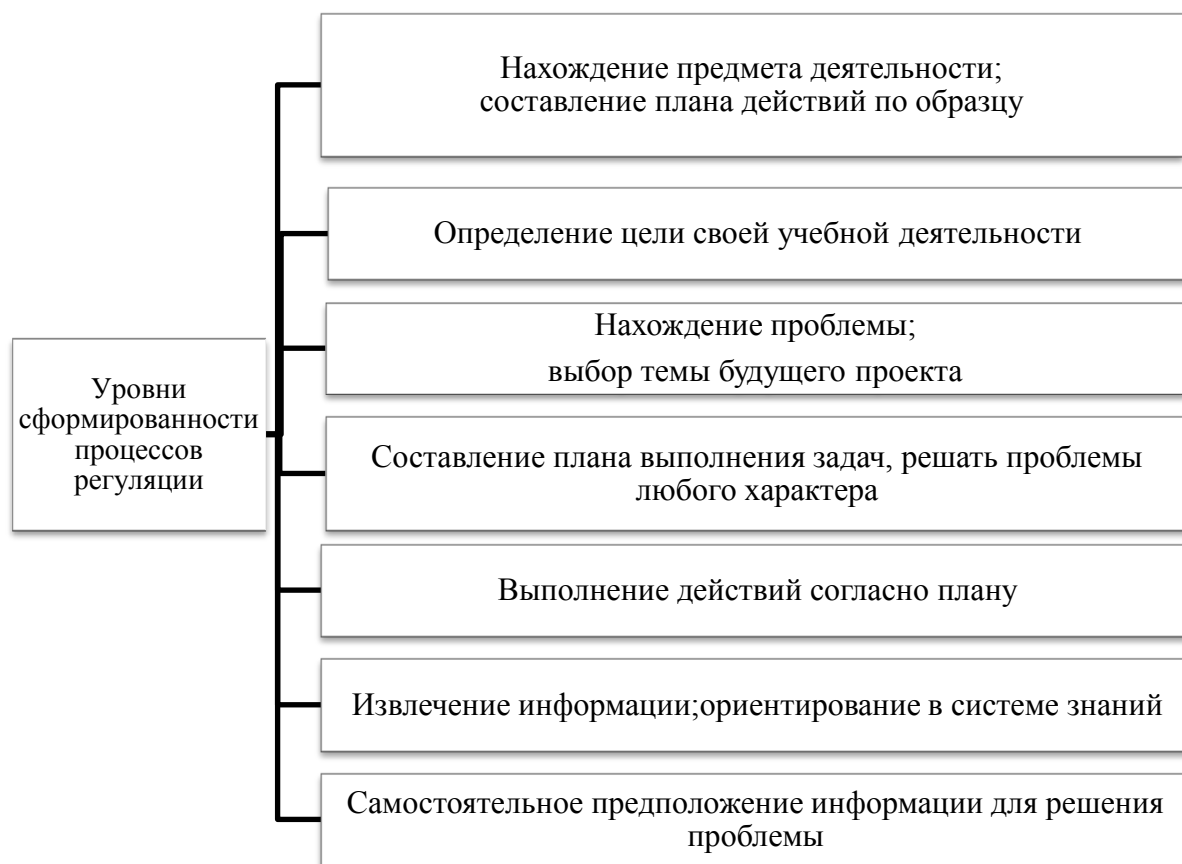 Нахождение предмета деятельности;
составление плана действий по образцу
Определение цели своей учебной деятельности
Нахождение проблемы;
выбор темы будущего проекта
Уровни
сформированности
процессов
регуляции
Составление плана выполнения задач, решать проблемы
любого характера
Выполнение действий согласно плану
Извлечение информации;ориентирование в системе знаний
Самостоятельное предположение информации для решения
проблемы